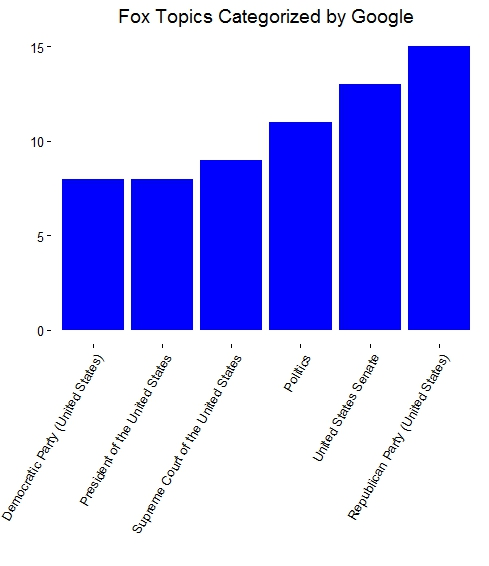 Fox Topics Categorized by Google
15
10
5
0
Democratic Party (United States)
President of the United States
Supreme Court of the United States
Politics
United States Senate
Republican Party (United States)